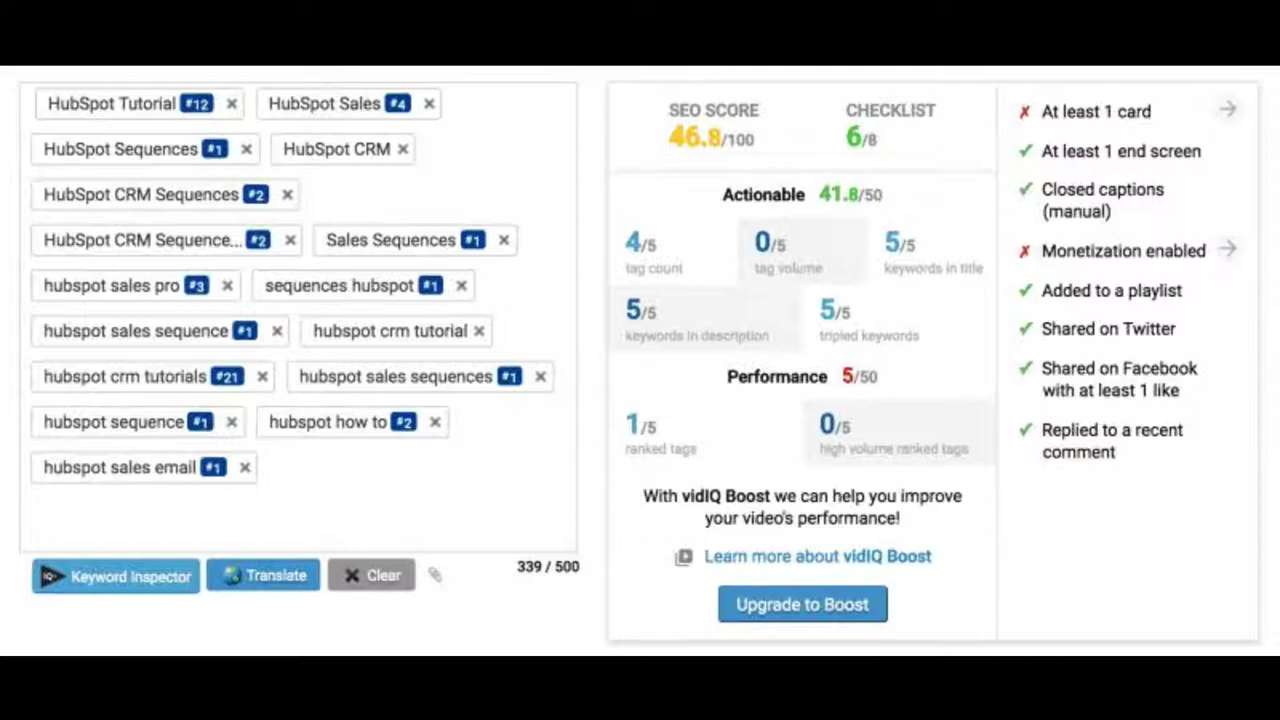 HubSpot Tutorial #12 × HubSpot Sales #4 ×
HubSpot Sequences #1 × HubSpot CRM ×
HubSpot CRM Sequences #2 ×
HubSpot CRM Sequence... #2 × Sales Sequences #1 ×
hubspot sales pro #3 × sequences hubspot #1 ×
hubspot sales sequence #1 × hubspot crm tutorial ×
hubspot crm tutorials #21 × hubspot sales sequences #1 ×
hubspot sequence #1 × hubspot how to #2 ×
hubspot sales email #1 ×
Keyword Inspector Translate Clear 339 / 500
SEO SCORE CHECKLIST
46.8/100 6/8
Actionable 41.8/50
4/5 0/5 5/5
tag count tag volume keywords in title
5/5 5/5
keywords in description tripled keywords
Performance 5/50
1/5 0/5
ranked tags high volume ranked tags
With vidIQ Boost we can help you improve
your video's performance!
Learn more about vidIQ Boost
Upgrade to Boost
✗ At least 1 card →
✓ At least 1 end screen
✓ Closed captions
(manual)
✗ Monetization enabled →
✓ Added to a playlist
✓ Shared on Twitter
✓ Shared on Facebook
with at least 1 like
✓ Replied to a recent
comment